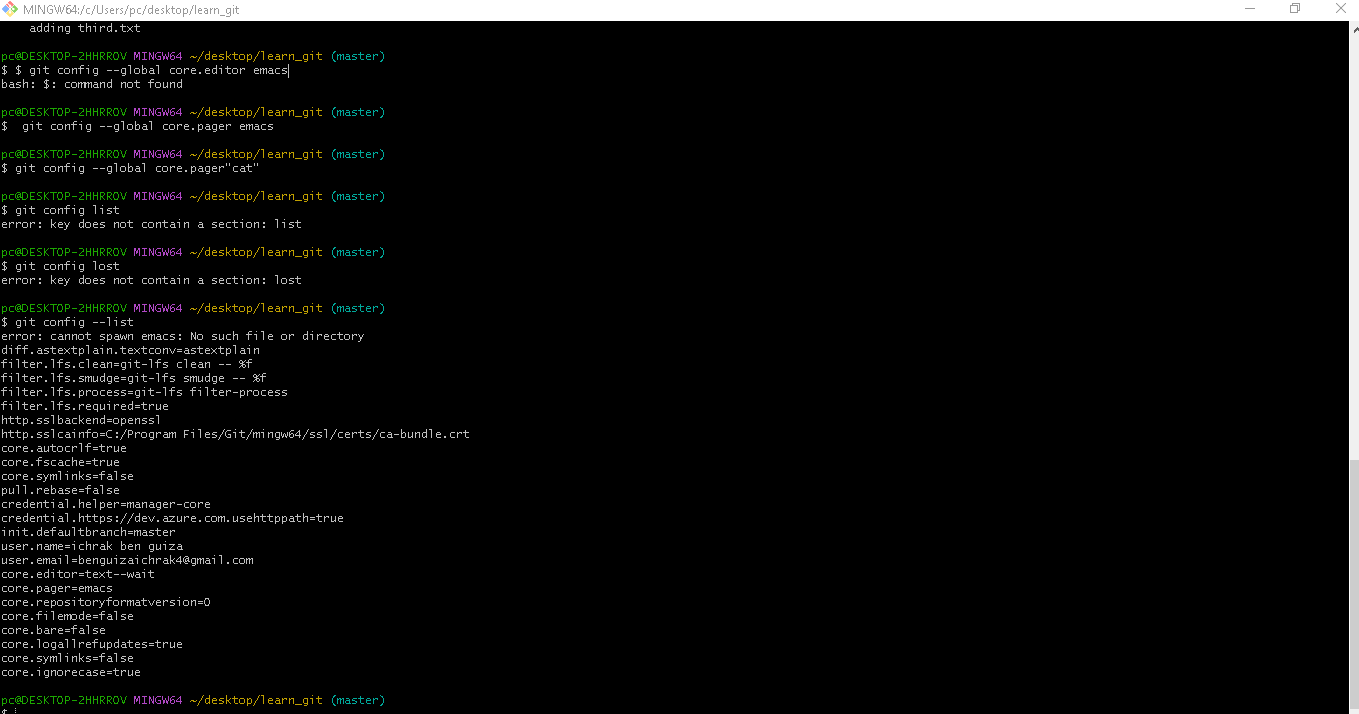 MINGW64:/c/Users/pc/desktop/learn_git
adding third.txt
pc@DESKTOP-2HHRROV MINGW64 ~/desktop/learn_git (master)
$ $ git config --global core.editor emacs
bash: $: command not found
pc@DESKTOP-2HHRROV MINGW64 ~/desktop/learn_git (master)
$  git config --global core.pager emacs
pc@DESKTOP-2HHRROV MINGW64 ~/desktop/learn_git (master)
$ git config --global core.pager"cat"
pc@DESKTOP-2HHRROV MINGW64 ~/desktop/learn_git (master)
$ git config list
error: key does not contain a section: list
pc@DESKTOP-2HHRROV MINGW64 ~/desktop/learn_git (master)
$ git config lost
error: key does not contain a section: lost
pc@DESKTOP-2HHRROV MINGW64 ~/desktop/learn_git (master)
$ git config --list
error: cannot spawn emacs: No such file or directory
diff.astextplain.textconv=astextplain
filter.lfs.clean=git-lfs clean -- %f
filter.lfs.smudge=git-lfs smudge -- %f
filter.lfs.process=git-lfs filter-process
filter.lfs.required=true
http.sslbackend=openssl
http.sslcainfo=C:/Program Files/Git/mingw64/ssl/certs/ca-bundle.crt
core.autocrlf=true
core.fscache=true
core.symlinks=false
pull.rebase=false
credential.helper=manager-core
credential.https://dev.azure.com.usehttppath=true
init.defaultbranch=master
user.name=ichrak ben guiza
user.email=benguizaichrak4@gmail.com
core.editor=text--wait
core.pager=emacs
core.repositoryformatversion=0
core.filemode=false
core.bare=false
core.logallrefupdates=true
core.symlinks=false
core.ignorecase=true
pc@DESKTOP-2HHRROV MINGW64 ~/desktop/learn_git (master)
$